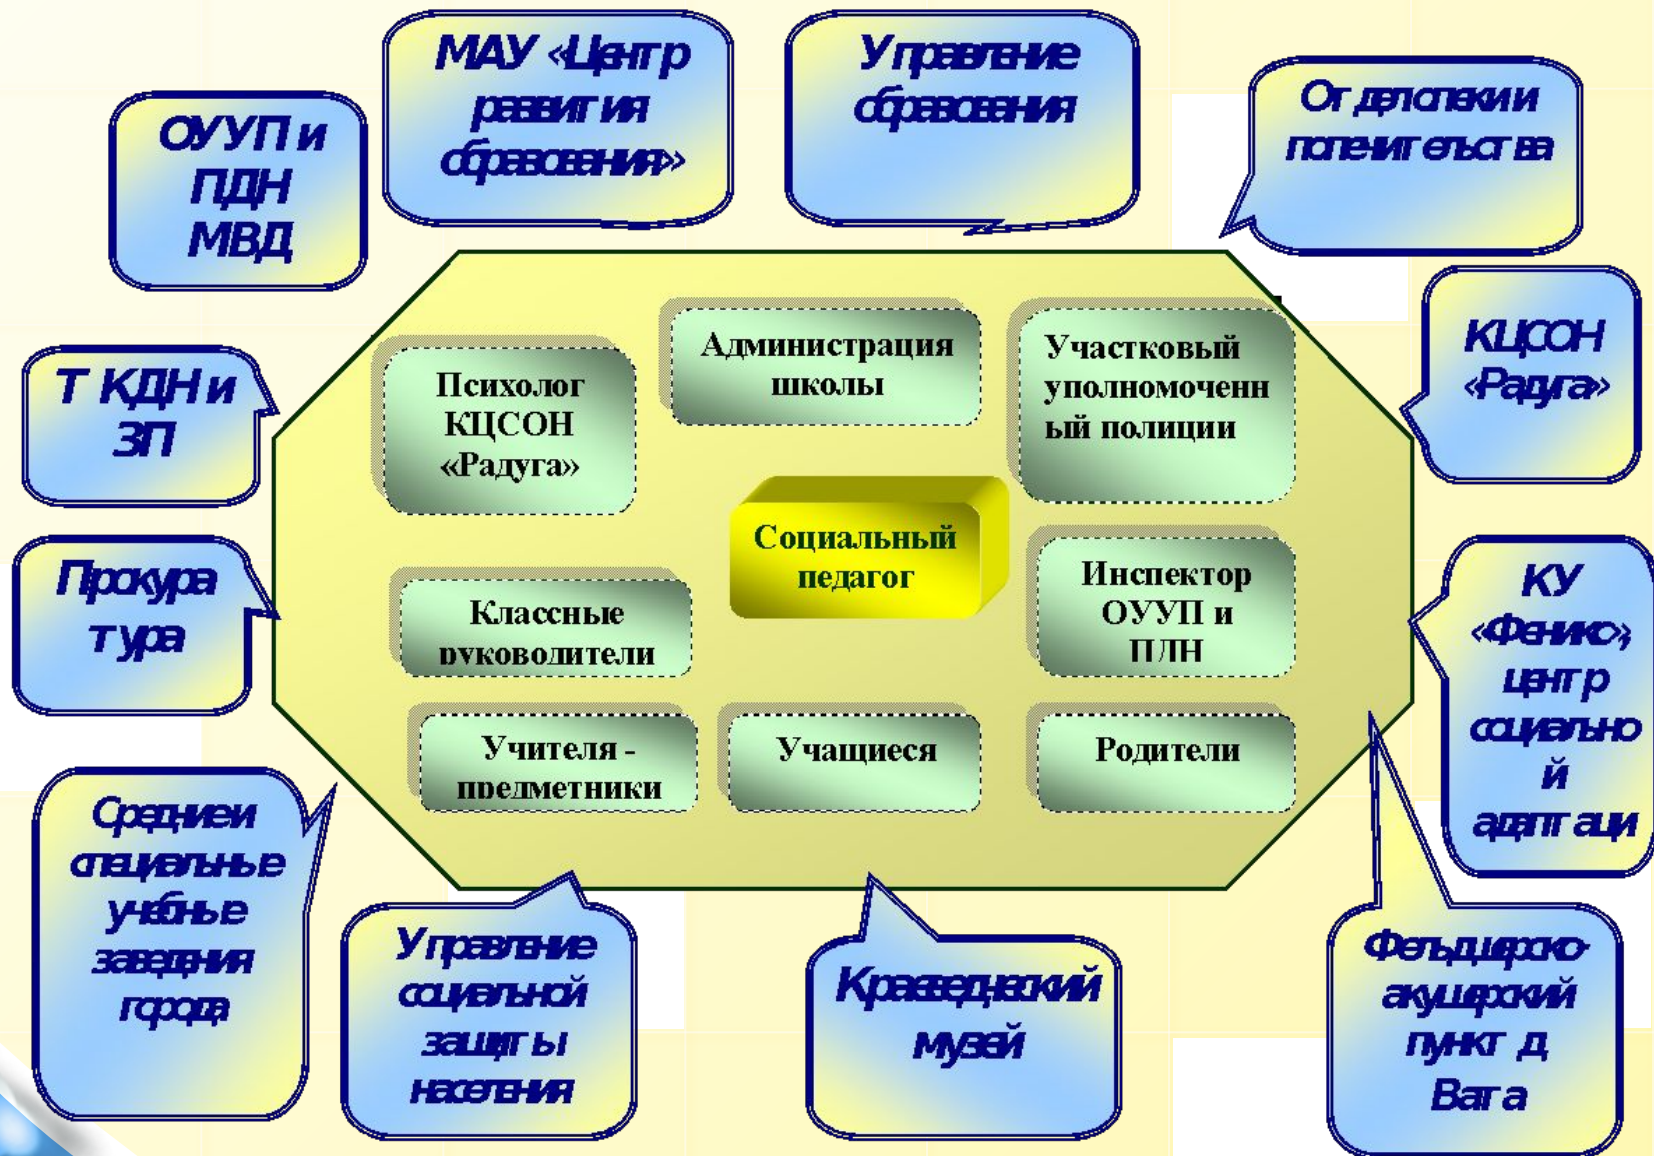 МАУ «Центр
развития
образования»
Управление
образования
Отдел опеки и
попечительства
ОУУП и
ПДН
МВД
Т КДН и
ЗП
КЦСОН
«Радуга»
Психолог
КЦСОН
«Радуга»
Администрация
школы
Участковый
уполномоченн
ый полиции
Социальный
педагог
Прокура
тура
Классные
руководители
Инспектор
ОУУП и
ПДН
КУ
«Феникс»,
центр
социально
й
адаптаци
Учителя -
предметники
Учащиеся
Родители
Средние и
специальные
учебные
заведения
города
Управление
социальной
защиты
населения
Краеведческий
музей
Фельдшерско-
акушерский
пункт д.
Вата